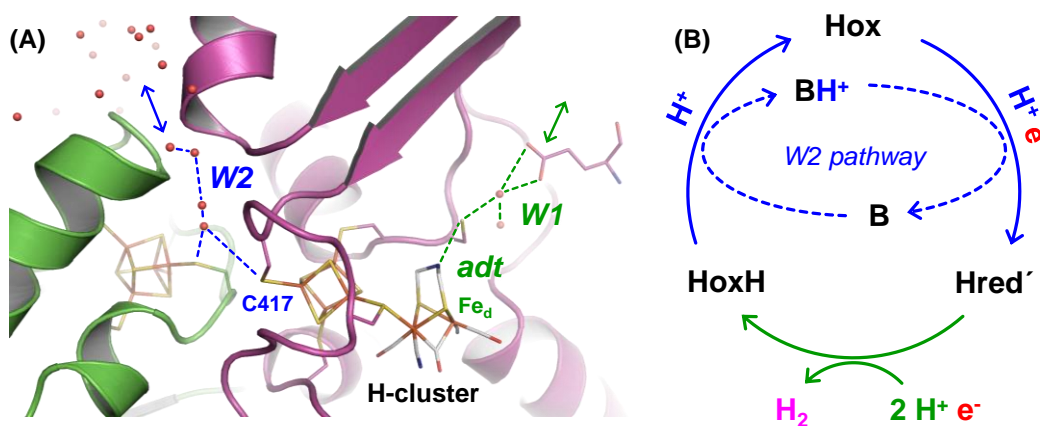 (A)
W2
C417
W1
adt
Fed
H-cluster
(B)
Hox
H⁺
BH⁺
H⁺e
W2 pathway
B
HoxH
Hred´
H₂
2 H⁺ e⁻